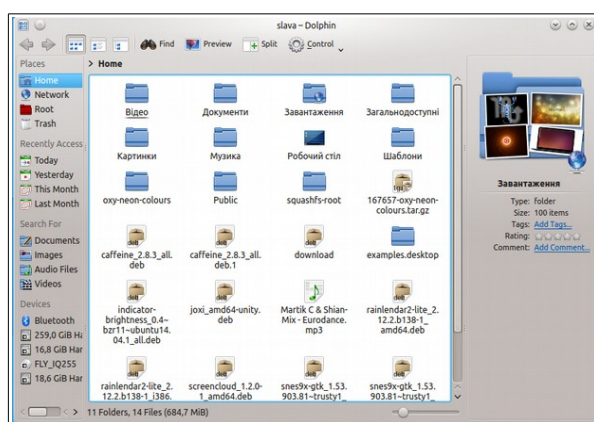 slava – Dolphin
Find
Preview
Split
Control
Places
Home
Network
Root
Trash
Recently Access
Today
Yesterday
This Month
Last Month
Search For
Documents
Images
Audio Files
Videos
Devices
Bluetooth
259,0 GiB Ha
16,8 GiB Har
FLY_IQ255
18,6 GiB Har
> Home
Відео
Документи
Завантаження
Загальнодоступні
Картинки
Музика
Робочий стіл
Шаблони
oxy-neon-colours
Public
squashfs-root
167657-oxy-neon-
colours.tar.gz
caffeine_2.8.3_all.
deb
caffeine_2.8.3_all.
deb.1
download
examples.desktop
indicator-
brightness_0.4~
bzr11~ubuntu14.
04.1_all.deb
joxi_amd64-unity.
deb
Martik C & Shian-
Mix - Eurodance.
mp3
rainlendar2-lite_2.
12.2.b138-1_
amd64.deb
rainlendar2-lite_2.
12.2.b138-1_i386.
screencloud_1.2.0-
1_amd64.deb
snes9x-gtk_1.53.
903.81~trusty1_
snes9x-gtk_1.53.
903.81~trusty1_
11 Folders, 14 Files (684,7 MiB)
Завантаження
Type: folder
Size: 100 items
Tags: Add Tags...
Rating:
Comment: Add Comment...